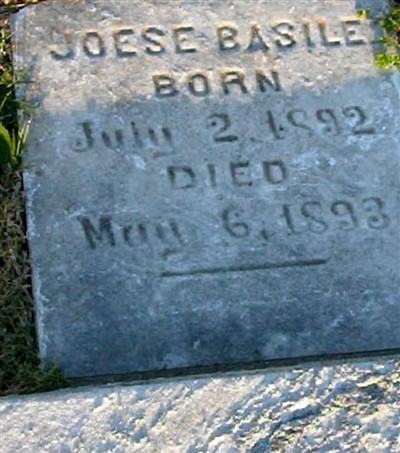 JOESE BASILE
BORN
July 2, 1892
DIED
May 6, 1893